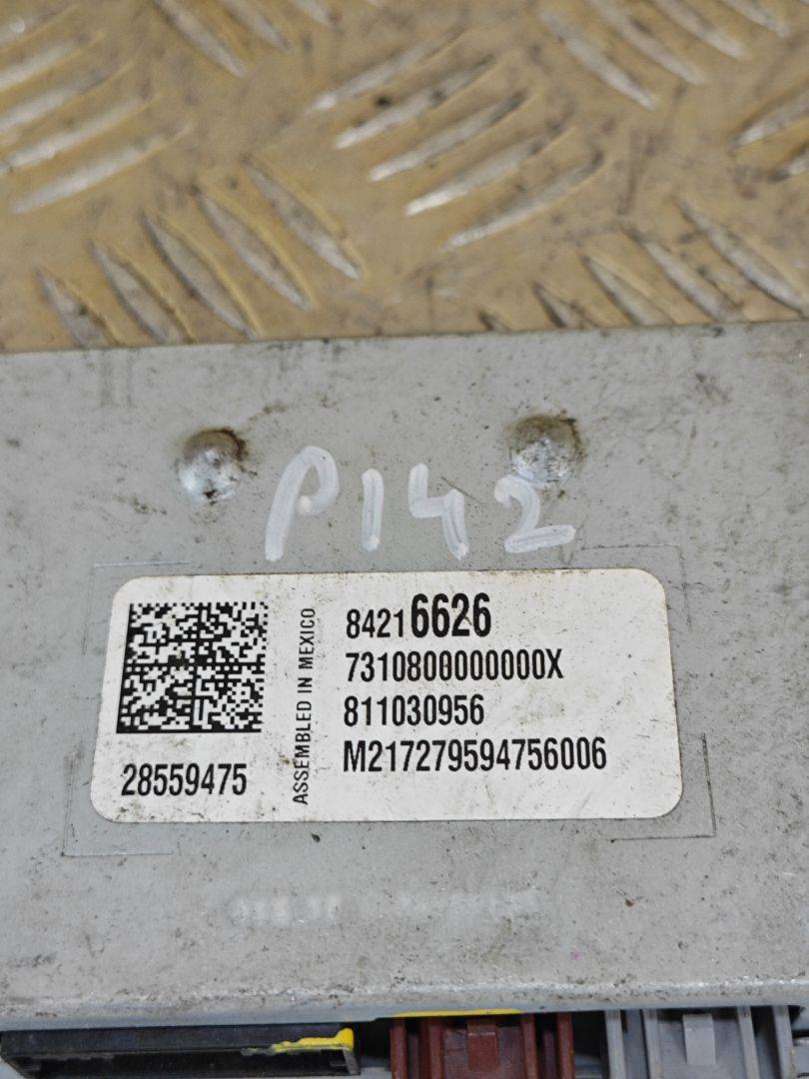 P142
84216626
7310800000000X
811030956
M217279594756006
ASSEMBLED IN MEXICO
28559475